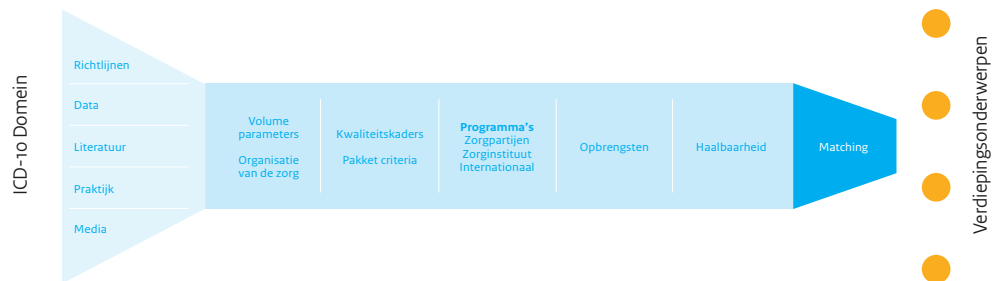 ICD-10 Domein
Richtlijnen
Data
Literatuur
Praktijk
Media
Volume
parameters
Organisatie
van de zorg
Kwaliteitskaders
Pakket criteria
Programma's
Zorgpartijen
Zorginstituut
Internationaal
Opbrengsten
Haalbaarheid
Matching
Verdiepingsonderwerpen